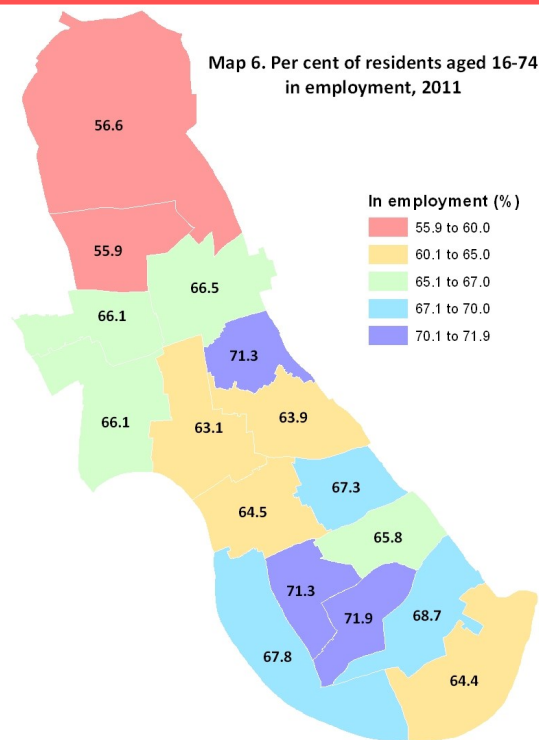 Map 6. Per cent of residents aged 16-74
in employment, 2011
56.6
In employment (%)
55.9 to 60.0
60.1 to 65.0
65.1 to 67.0
67.1 to 70.0
70.1 to 71.9
55.9
66.5
66.1
71.3
66.1
63.1
63.9
67.3
64.5
65.8
71.3
71.9
68.7
67.8
64.4